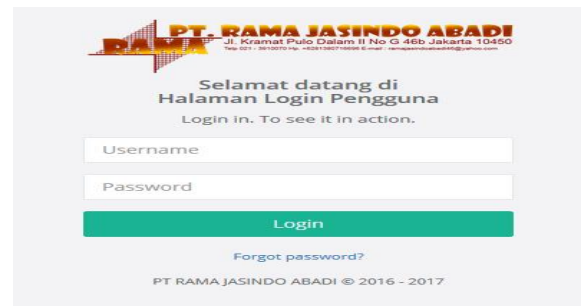 PT. RAMA JASINDO ABADI
RAMA
Jl. Kramat Pulo Dalam II No G 46b Jakarta 10450
Selamat datang di
Halaman Login Pengguna
Login in. To see it in action.
Username
Password
Login
Forgot password?
PT RAMA JASINDO ABADI © 2016 - 2017